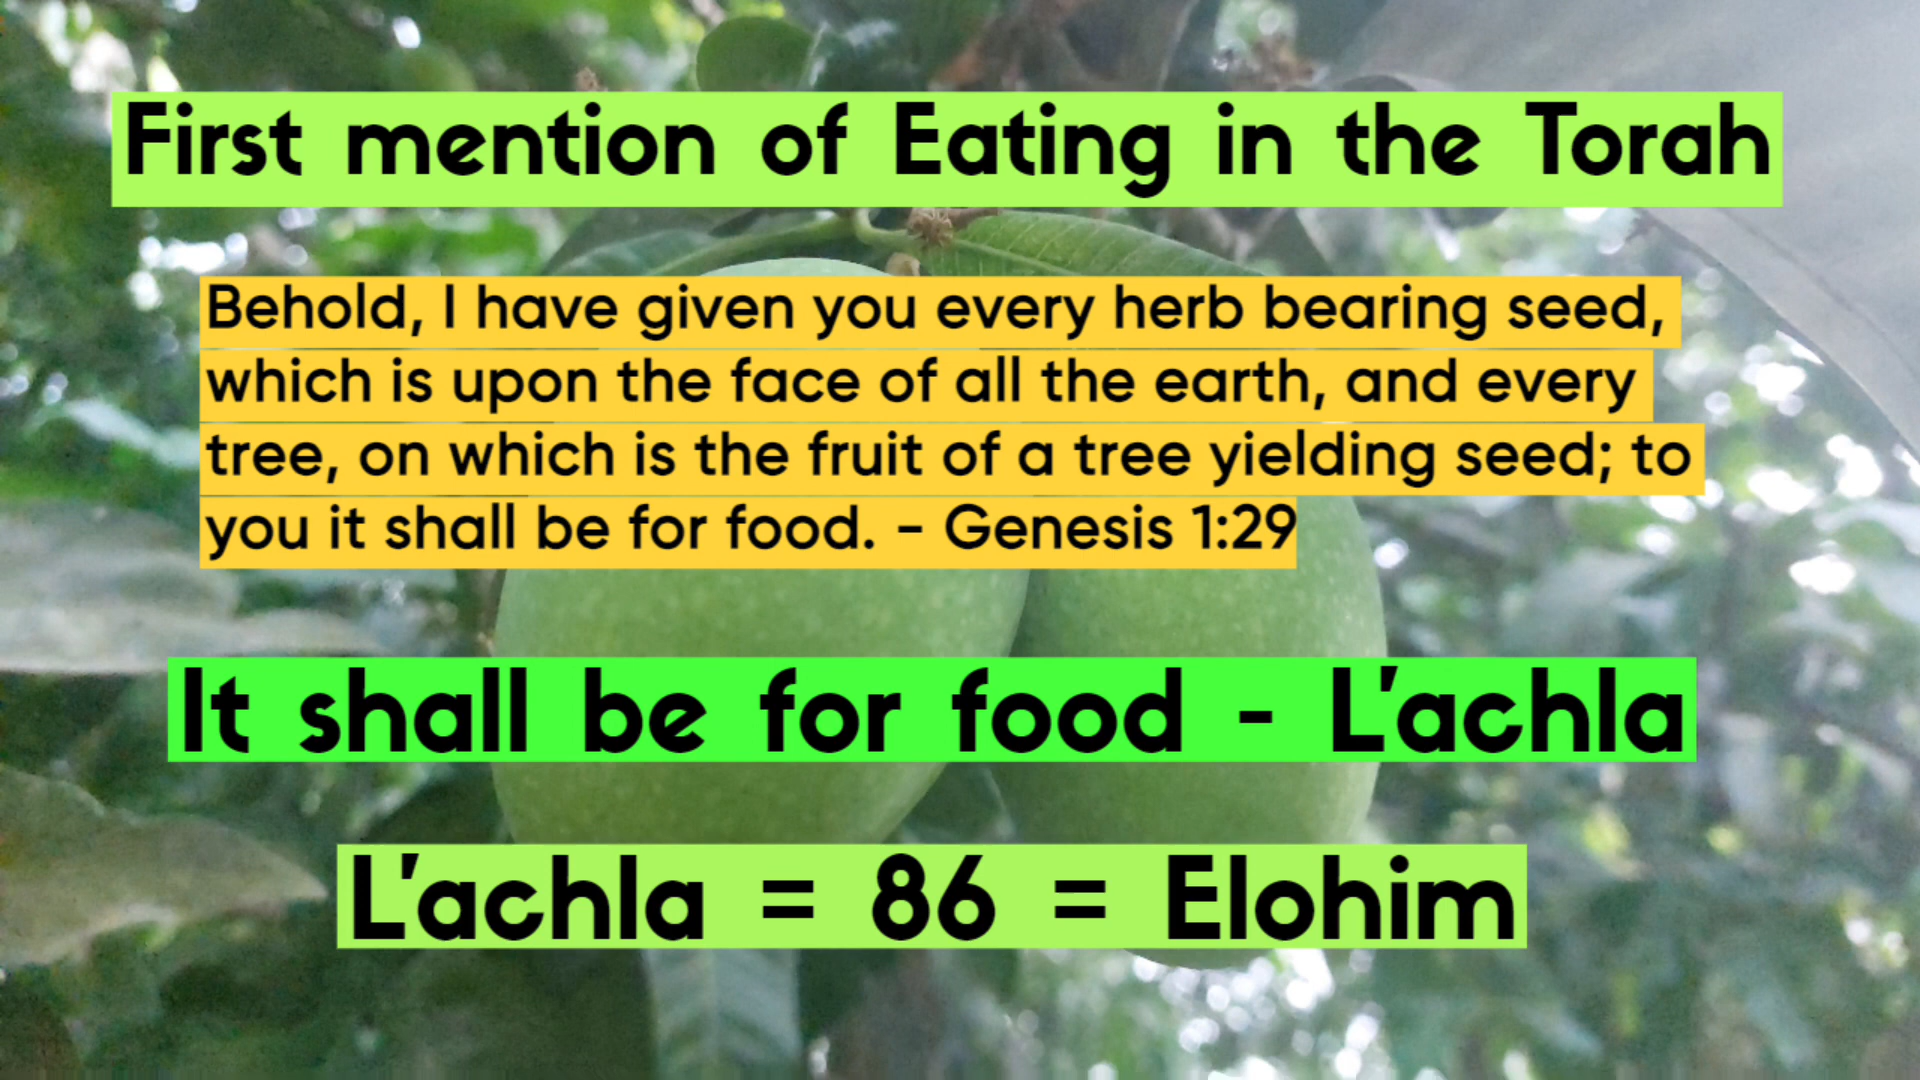 First mention of Eating in the Torah
Behold, I have given you every herb bearing seed,
which is upon the face of all the earth, and every
tree, on which is the fruit of a tree yielding seed; to
you it shall be for food. - Genesis 1:29
It shall be for food - L'achla
L'achla = 86 = Elohim